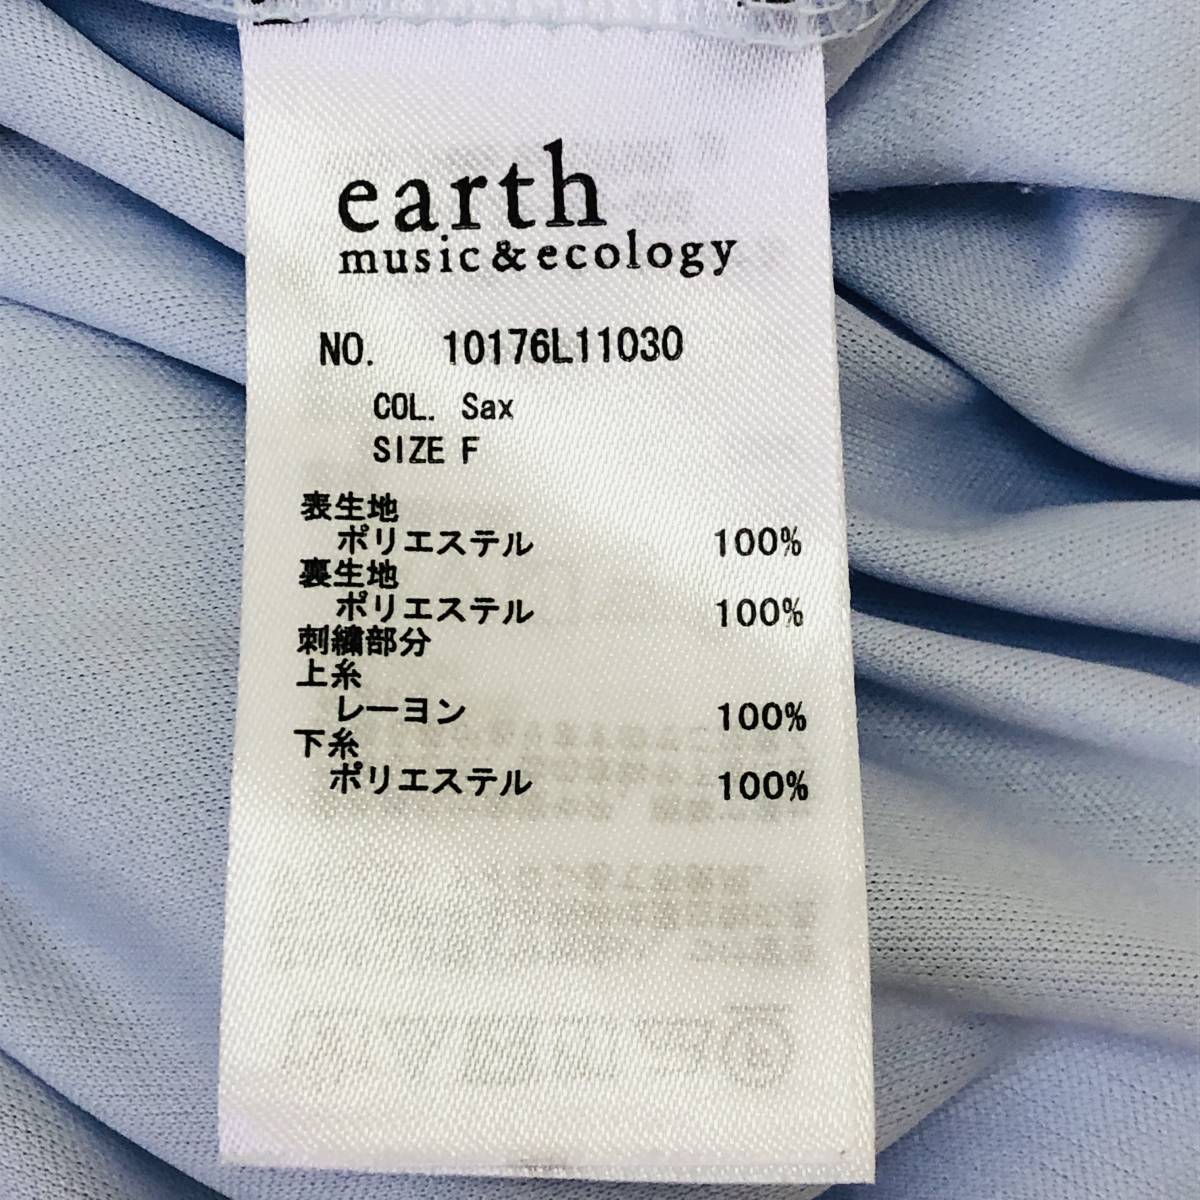 earth
music & ecology
NO. 10176L11030
COL. Sax
SIZE F
表生地
ポリエステル 100%
裏生地
ポリエステル 100%
刺繍部分
上糸
レーヨン 100%
下糸
ポリエステル 100%